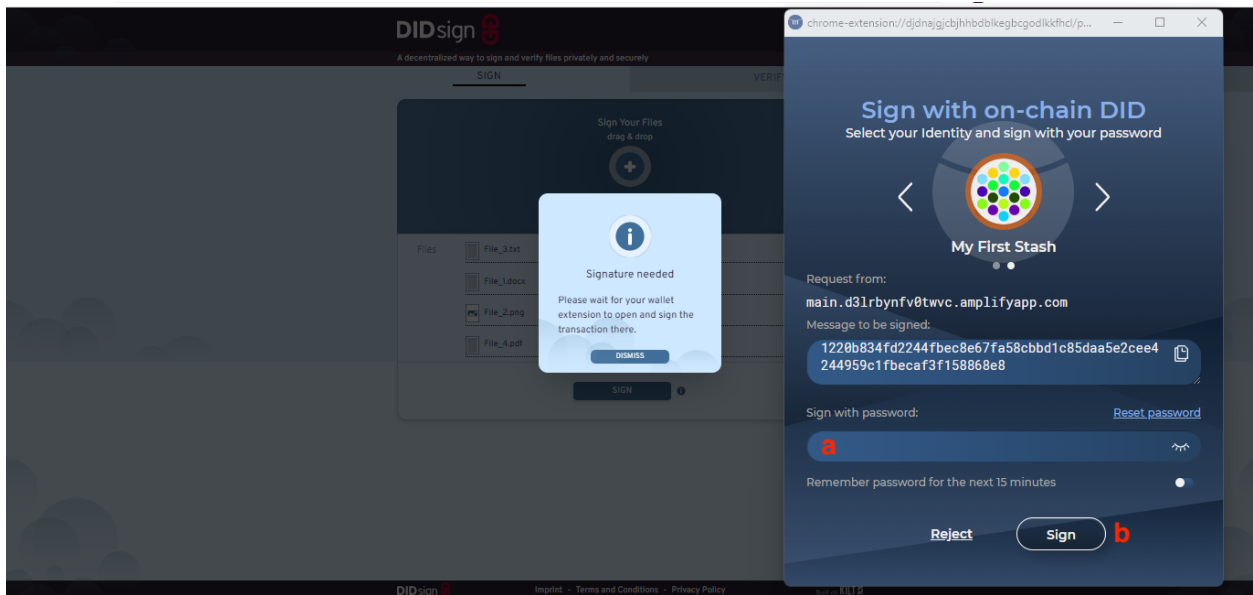 DIDsign
A decentralized way to sign and verify files privately and securely
SIGN
VERIF
Sign Your Files
drag & drop
Files
File_3.txt
File_1.docx
File_2.png
File_4.pdf
Signature needed
Please wait for your wallet
extension to open and sign the
transaction there.
DISMISS
SIGN
DIDsign
Imprint - Terms and Conditions - Privacy Policy
Built on KILT
chrome-extension://djdnajgjcbjhhbdblkegbcgodlkkfhcl/p...
Sign with on-chain DID
Select your Identity and sign with your password
My First Stash
Request from:
main.d3lrbynfv0twvc.amplifyapp.com
Message to be signed:
1220b834fd2244fbec8e67fa58cbbd1c85daa5e2cee4
244959c1fbecaf3f158868e8
Sign with password:
Reset password
a
Remember password for the next 15 minutes
Reject
Sign
b